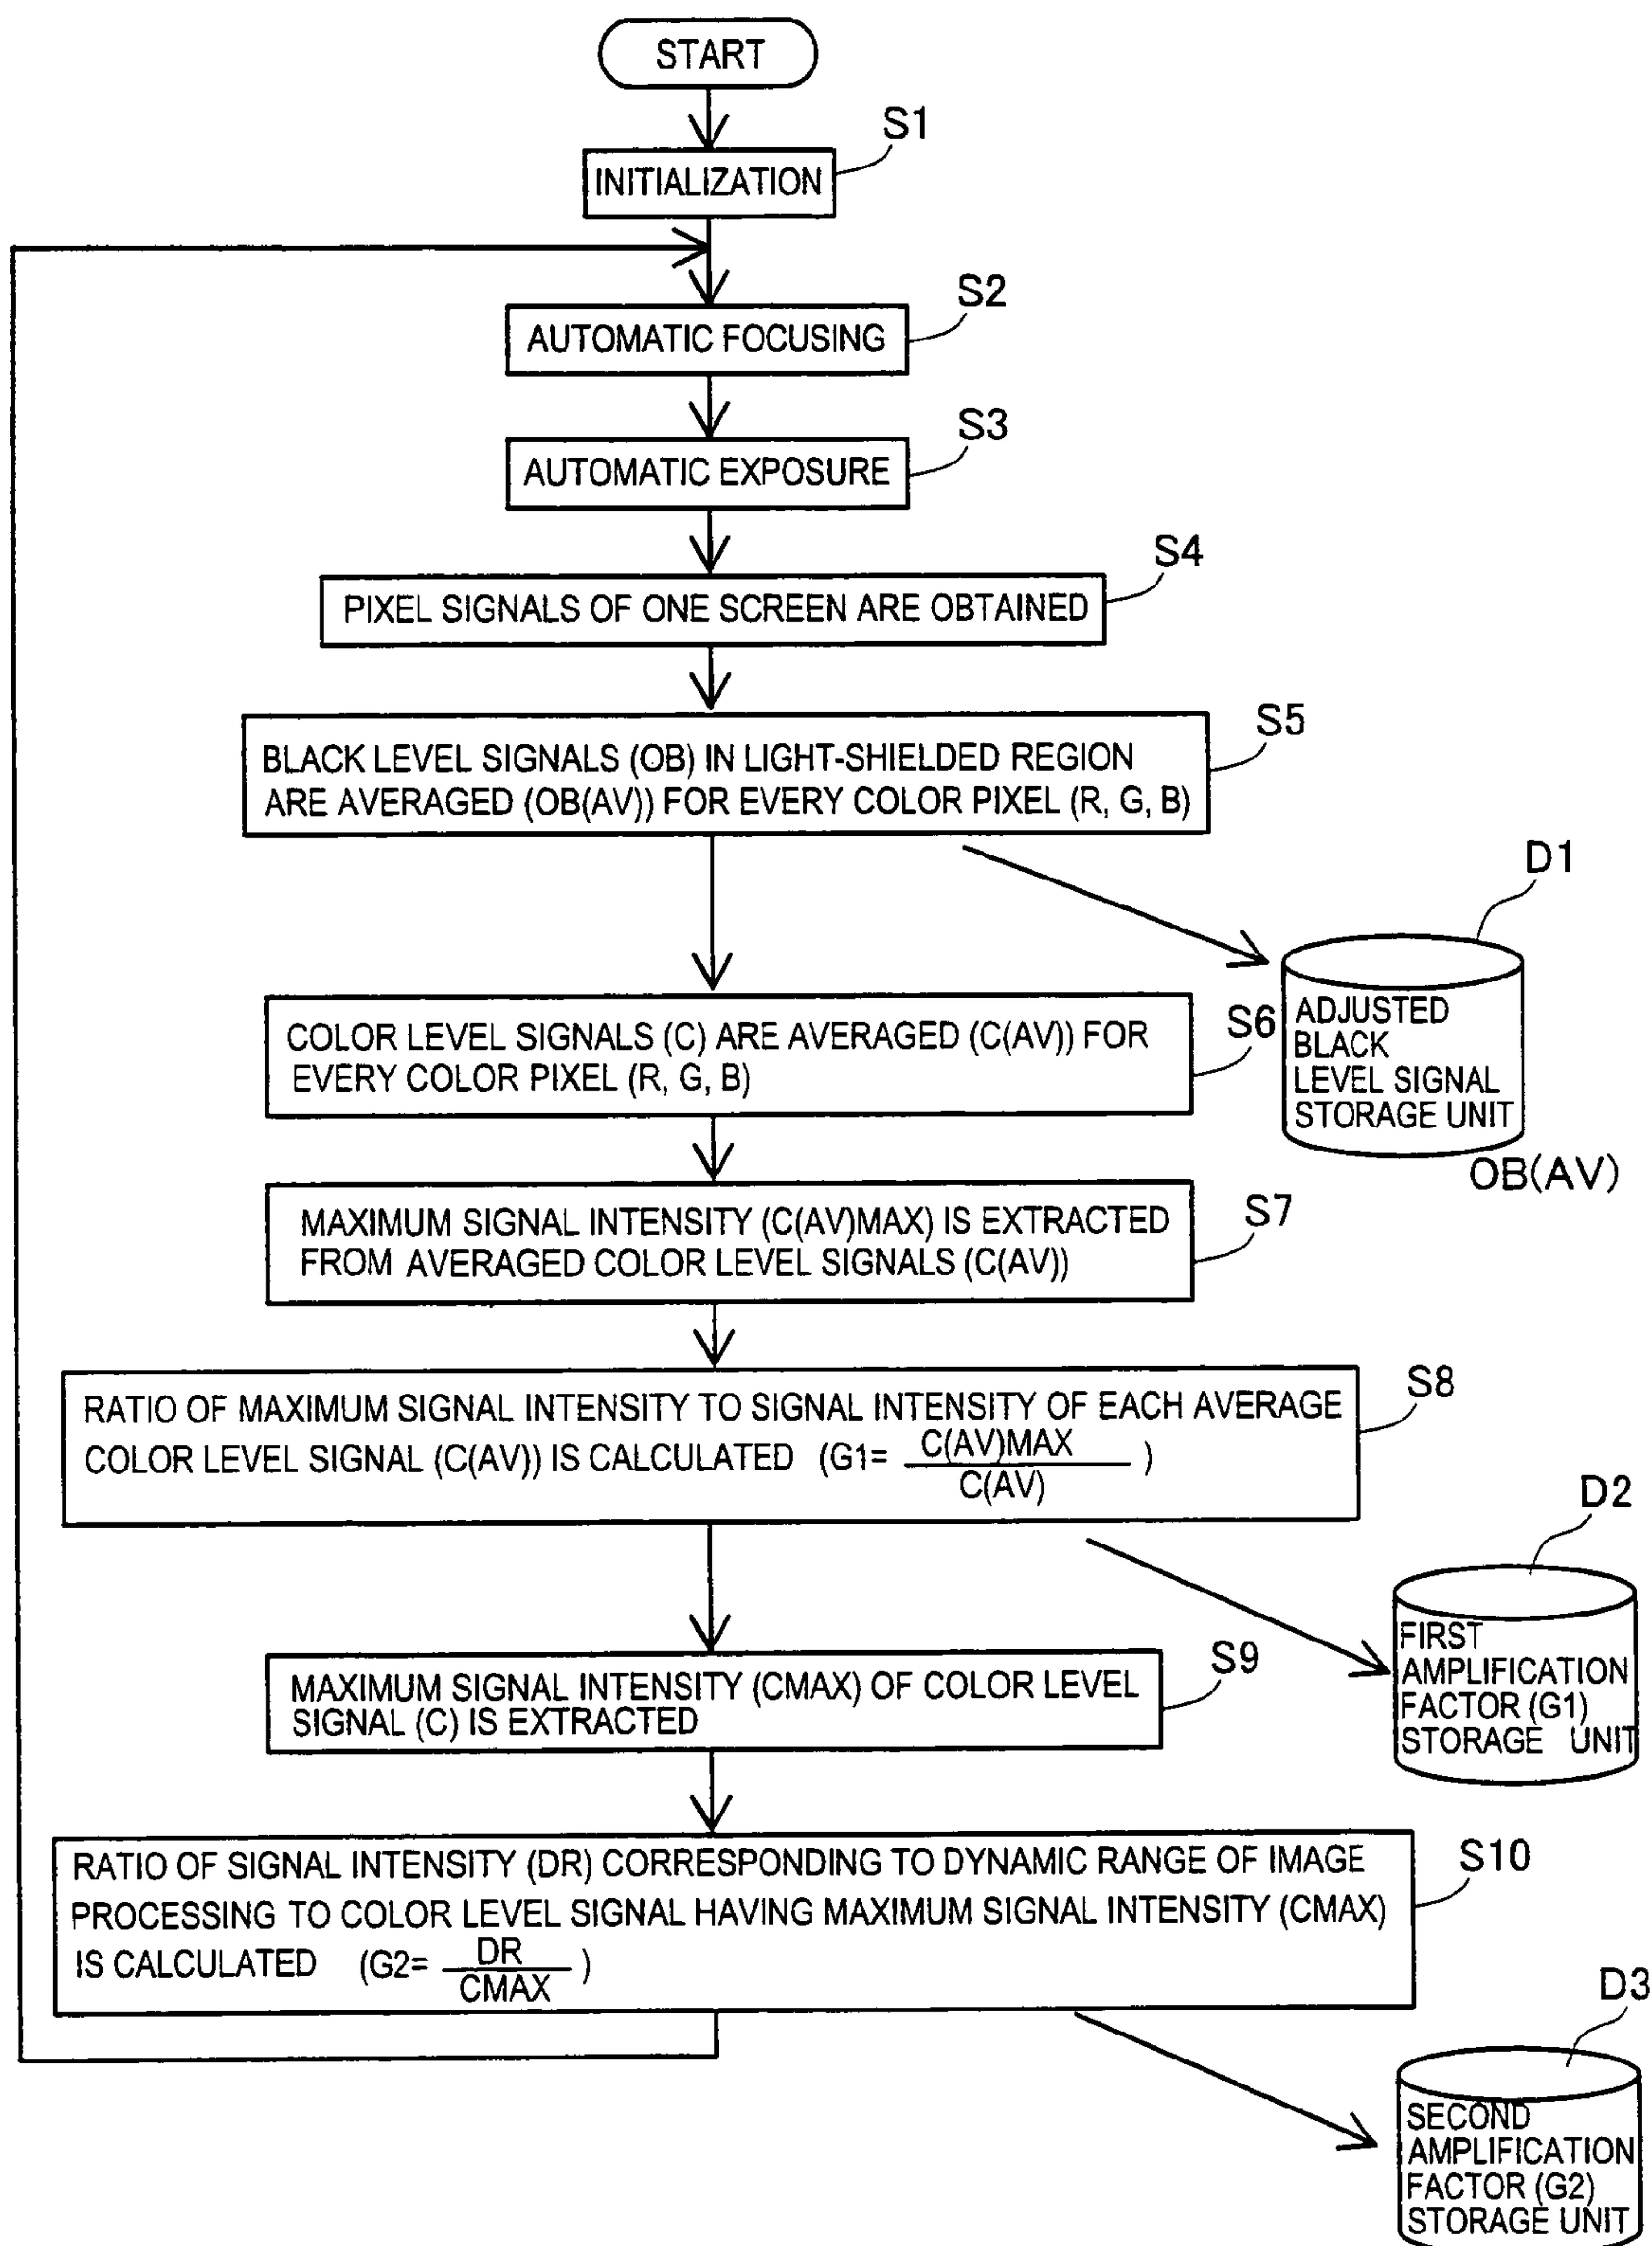 START
S1
INITIALIZATION
S2
AUTOMATIC FOCUSING
S3
AUTOMATIC EXPOSURE
S4
PIXEL SIGNALS OF ONE SCREEN ARE OBTAINED
S5
BLACK LEVEL SIGNALS (OB) IN LIGHT-SHIELDED REGION
ARE AVERAGED (OB(AV)) FOR EVERY COLOR PIXEL (R, G, B)
D1
ADJUSTED
BLACK
LEVEL SIGNAL
STORAGE UNIT
OB(AV)
S6
COLOR LEVEL SIGNALS (C) ARE AVERAGED (C(AV)) FOR
EVERY COLOR PIXEL (R, G, B)
S7
MAXIMUM SIGNAL INTENSITY (C(AV)MAX) IS EXTRACTED
FROM AVERAGED COLOR LEVEL SIGNALS (C(AV))
S8
RATIO OF MAXIMUM SIGNAL INTENSITY TO SIGNAL INTENSITY OF EACH AVERAGE
COLOR LEVEL SIGNAL (C(AV)) IS CALCULATED (G1= C(AV)MAX / C(AV) )
D2
FIRST
AMPLIFICATION
FACTOR (G1)
STORAGE UNIT
S9
MAXIMUM SIGNAL INTENSITY (CMAX) OF COLOR LEVEL
SIGNAL (C) IS EXTRACTED
S10
RATIO OF SIGNAL INTENSITY (DR) CORRESPONDING TO DYNAMIC RANGE OF IMAGE
PROCESSING TO COLOR LEVEL SIGNAL HAVING MAXIMUM SIGNAL INTENSITY (CMAX)
IS CALCULATED (G2= DR / CMAX )
D3
SECOND
AMPLIFICATION
FACTOR (G2)
STORAGE UNIT